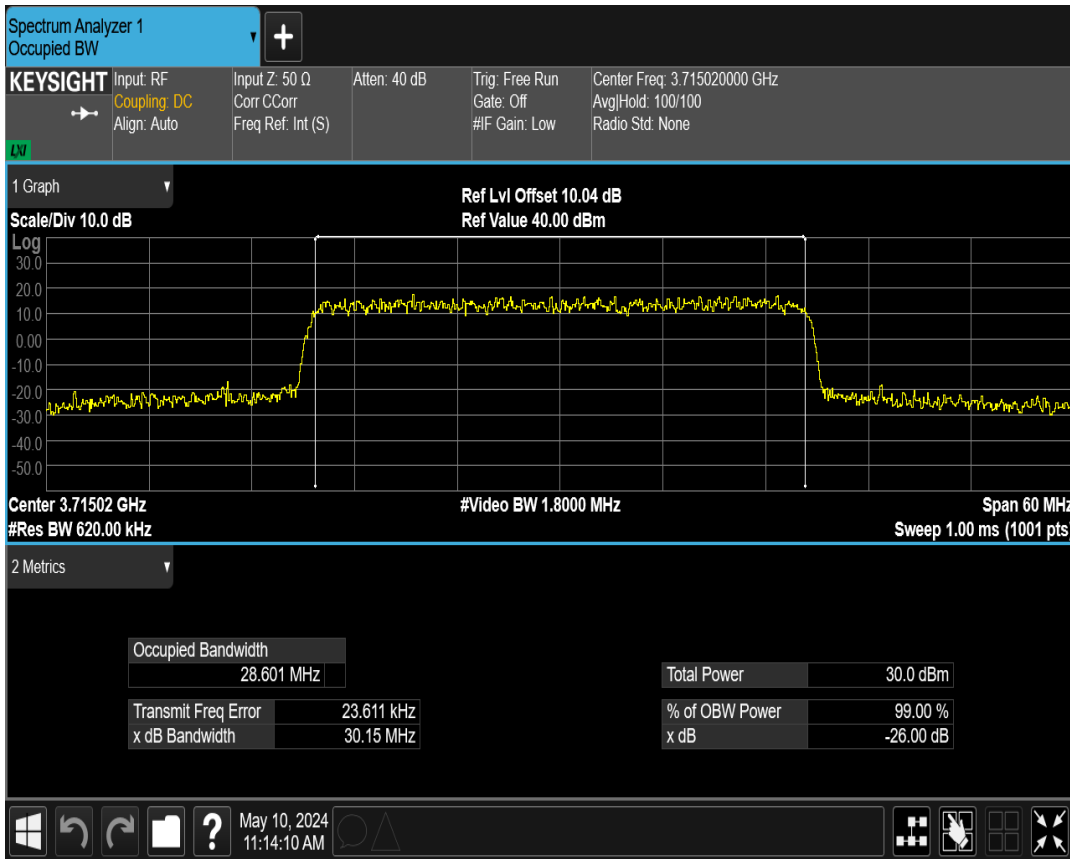 Spectrum Analyzer 1
Occupied BW
+
KEYSIGHT
LXI
Input: RF
Coupling: DC
Align: Auto
Input Z: 50 Ω
Corr CCorr
Freq Ref: Int (S)
Atten: 40 dB
Trig: Free Run
Gate: Off
#IF Gain: Low
Center Freq: 3.715020000 GHz
Avg|Hold: 100/100
Radio Std: None
1 Graph
Scale/Div 10.0 dB
Ref Lvl Offset 10.04 dB
Ref Value 40.00 dBm
Log
30.0
20.0
10.0
0.00
-10.0
-20.0
-30.0
-40.0
-50.0
Center 3.71502 GHz
#Video BW 1.8000 MHz
Span 60 MHz
#Res BW 620.00 kHz
Sweep 1.00 ms (1001 pts)
2 Metrics
Occupied Bandwidth
28.601 MHz
Transmit Freq Error 23.611 kHz
x dB Bandwidth 30.15 MHz
Total Power 30.0 dBm
% of OBW Power 99.00 %
x dB -26.00 dB
?
May 10, 2024
11:14:10 AM